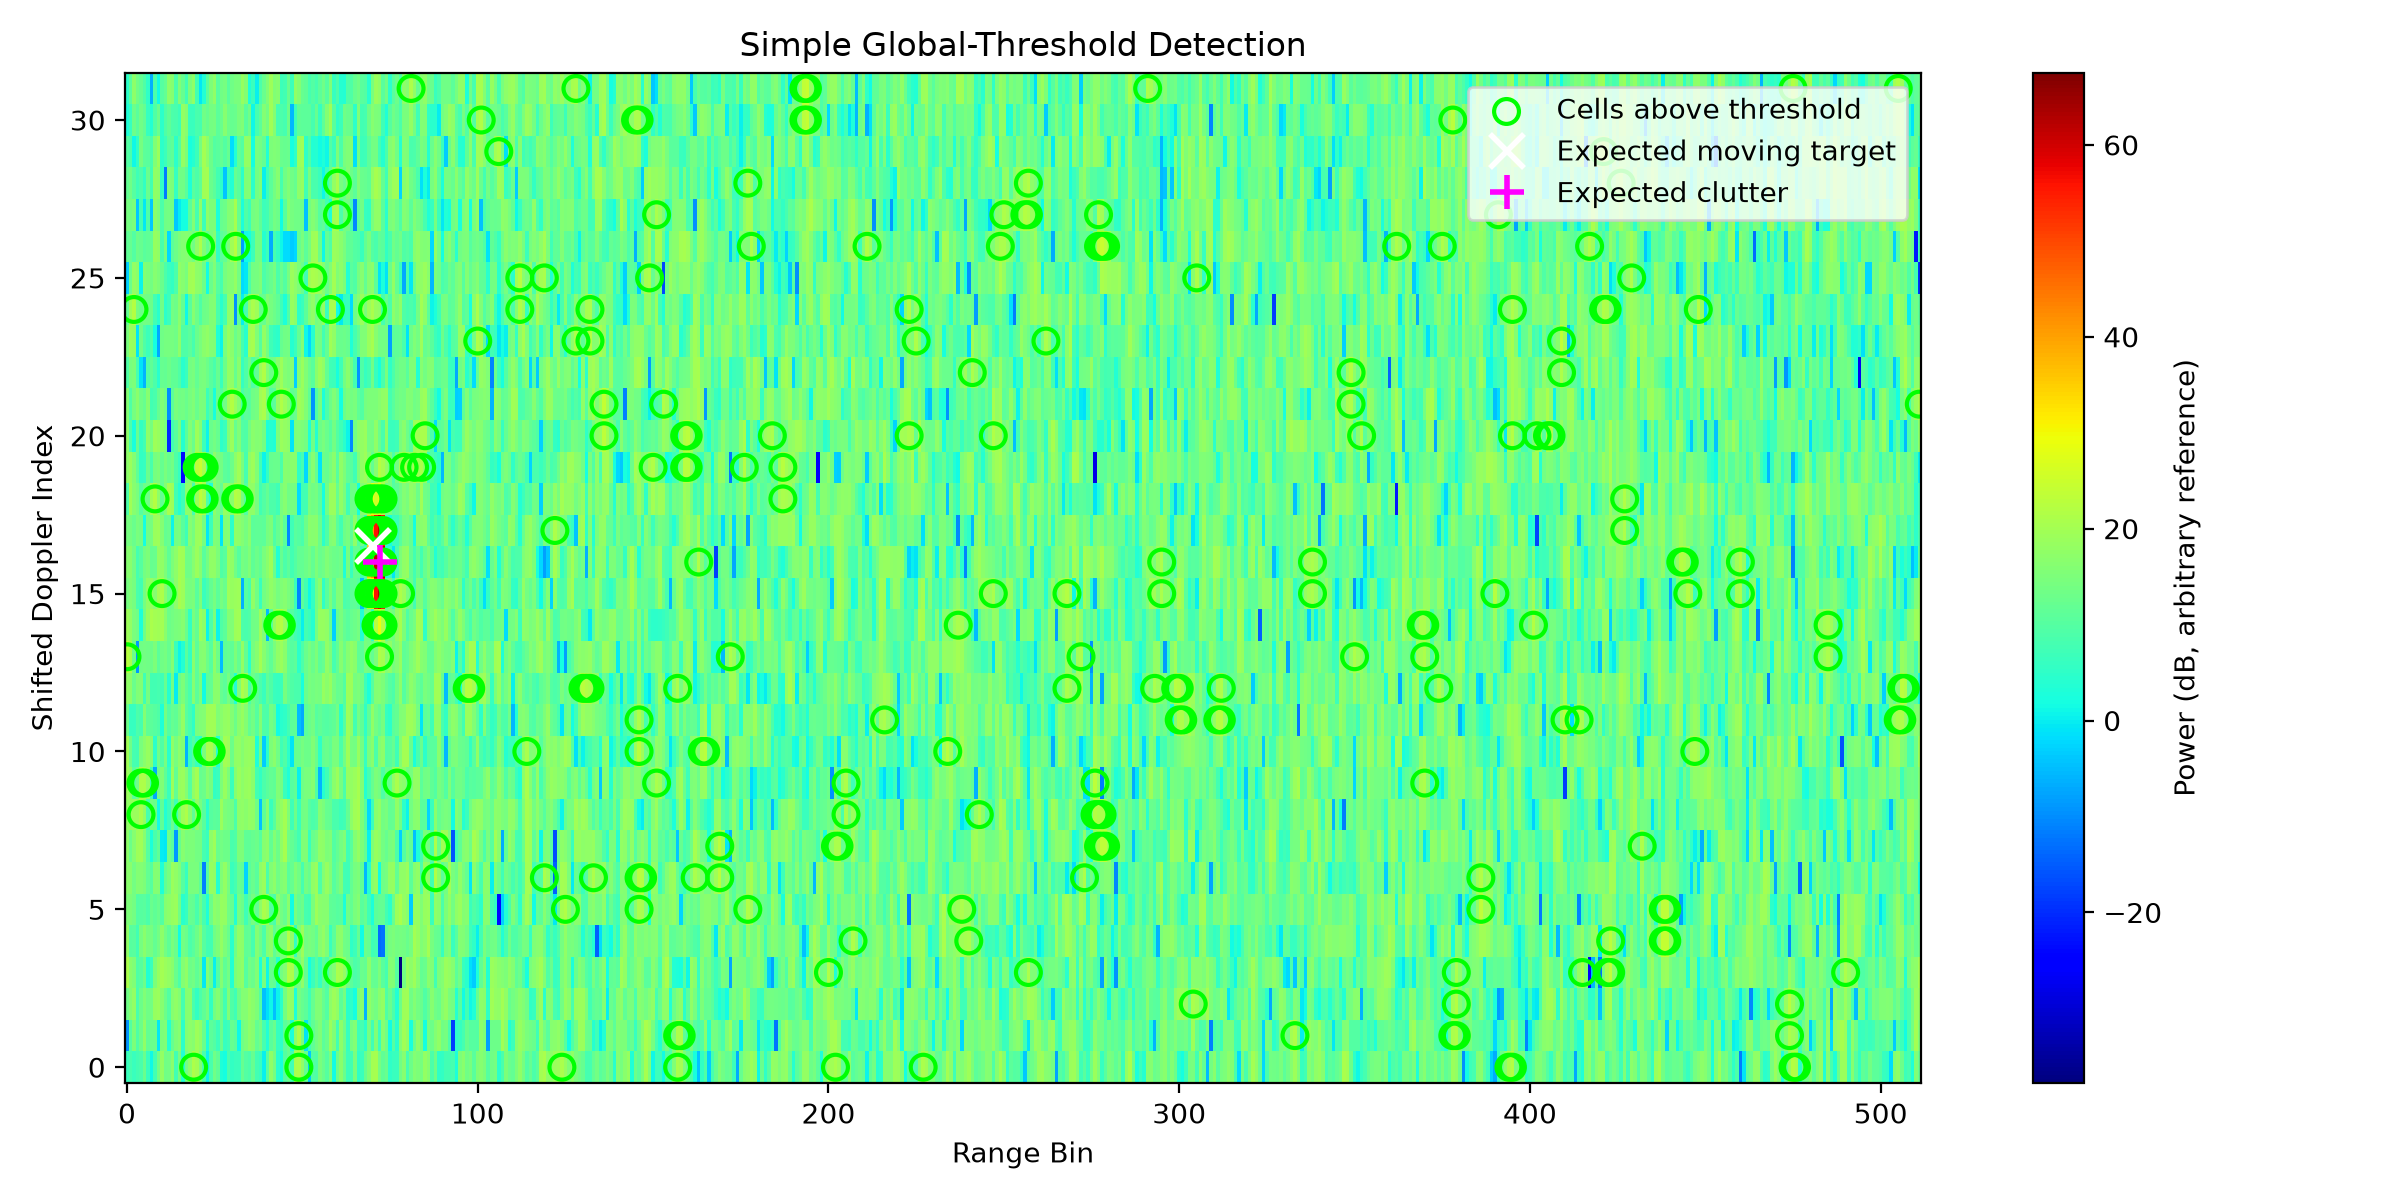 Simple Global-Threshold Detection
Cells above threshold
Expected moving target
Expected clutter
30
25
20
15
10
5
0
Shifted Doppler Index
0 100 200 300 400 500
Range Bin
60
40
20
0
−20
Power (dB, arbitrary reference)